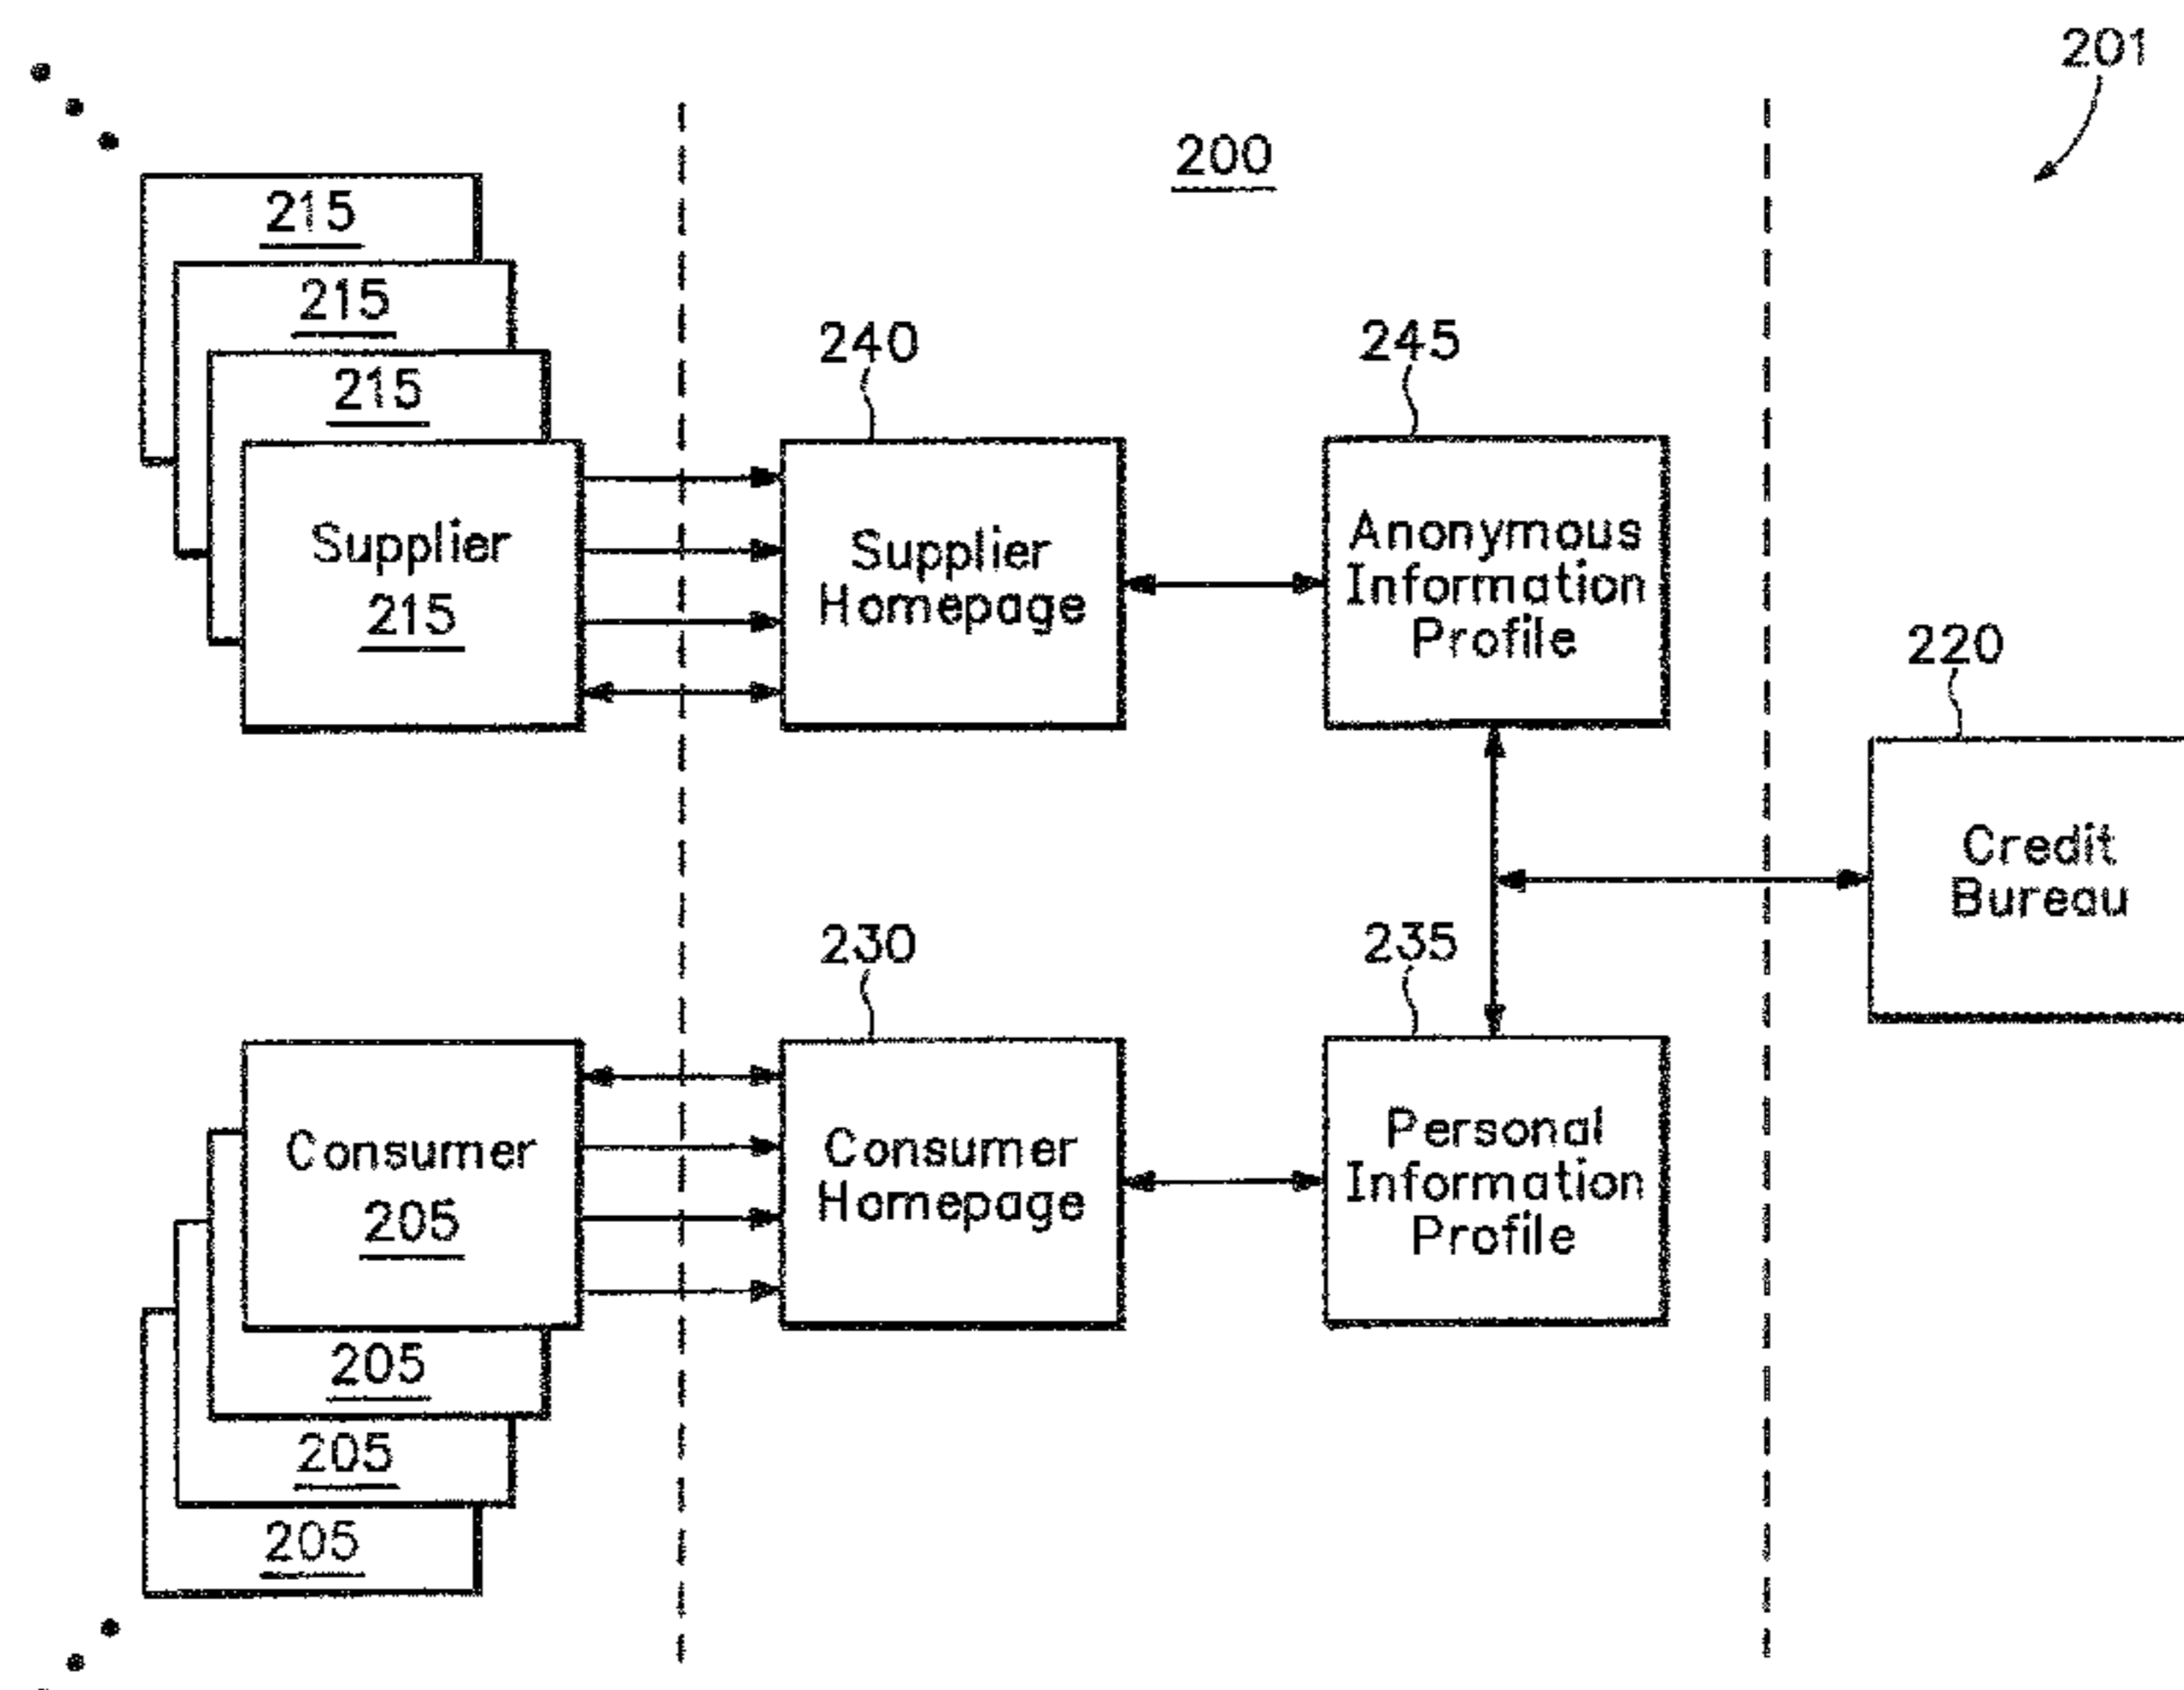 201
200
215
215
215
240
245
Supplier
215
Supplier
Homepage
Anonymous
Information
Profile
220
Credit
Bureau
230
235
Consumer
205
Consumer
Homepage
Personal
Information
Profile
205
205
205